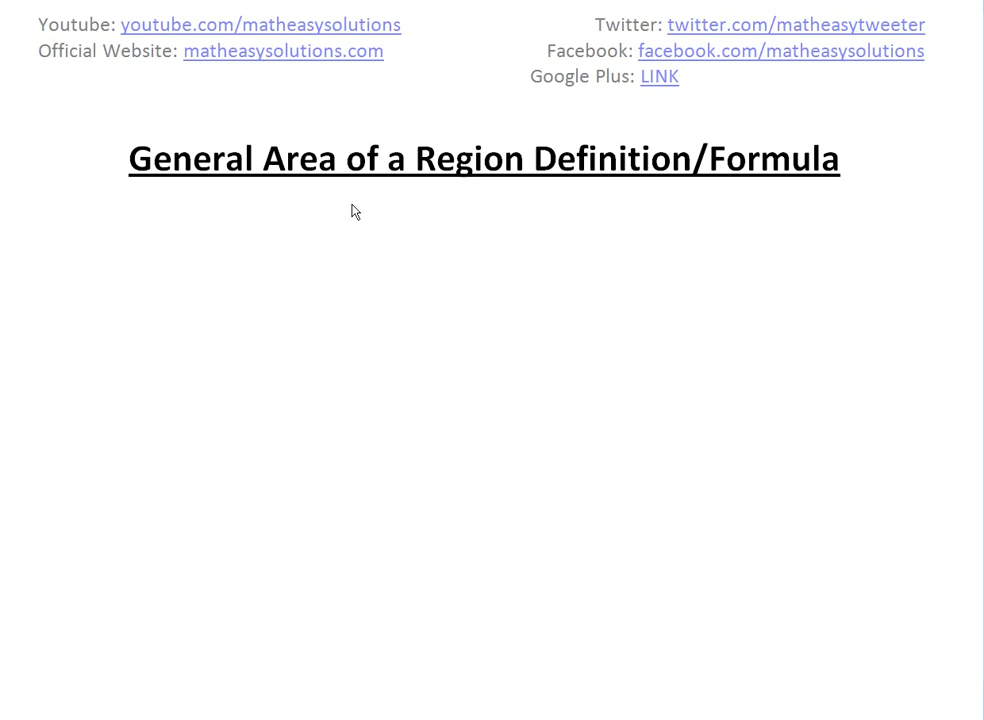 Youtube: youtube.com/matheasysolutions
Official Website: matheasysolutions.com
Twitter: twitter.com/matheasytweeter
Facebook: facebook.com/matheasysolutions
Google Plus: LINK
General Area of a Region Definition/Formula